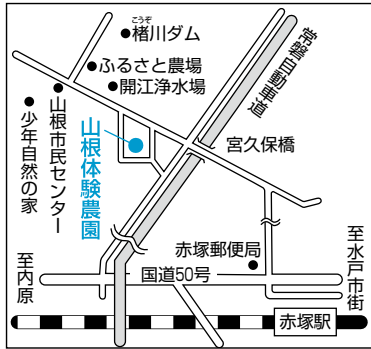 こうぞ
楮川ダム
ふるさと農場
開江浄水場
常磐自動車道
山根市民センター
少年自然の家
山根体験農園
宮久保橋
赤塚郵便局
至内原
国道50号
至水戸市街
赤塚駅